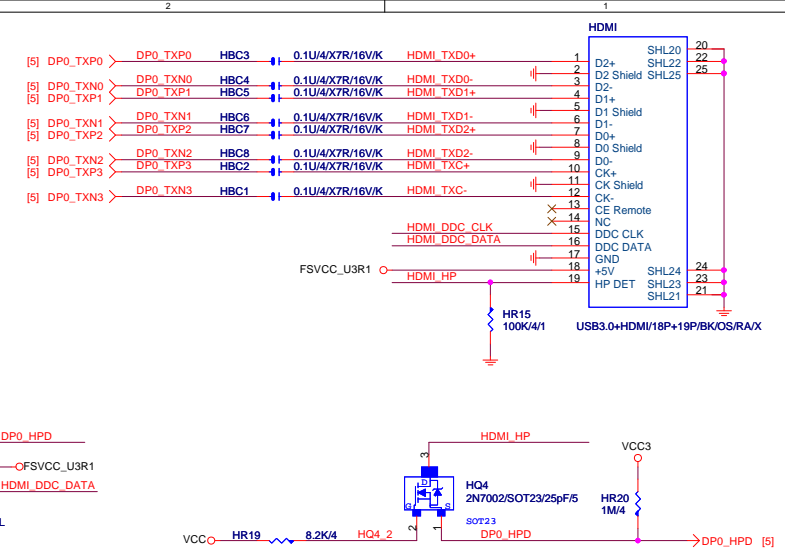 2
1
HDMI
[5] DP0_TXP0 DP0_TXP0 HBC3 0.1U/4/X7R/16V/K HDMI_TXD0+ 1 D2+ SHL20 20
2 D2 Shield SHL22 22
[5] DP0_TXN0 DP0_TXN0 HBC4 0.1U/4/X7R/16V/K HDMI_TXD0- 3 D2- SHL25 25
[5] DP0_TXP1 DP0_TXP1 HBC5 0.1U/4/X7R/16V/K HDMI_TXD1+ 4 D1+
5 D1 Shield
[5] DP0_TXN1 DP0_TXN1 HBC6 0.1U/4/X7R/16V/K HDMI_TXD1- 6 D1-
[5] DP0_TXP2 DP0_TXP2 HBC7 0.1U/4/X7R/16V/K HDMI_TXD2+ 7 D0+
8 D0 Shield
[5] DP0_TXN2 DP0_TXN2 HBC8 0.1U/4/X7R/16V/K HDMI_TXD2- 9 D0-
[5] DP0_TXP3 DP0_TXP3 HBC2 0.1U/4/X7R/16V/K HDMI_TXC+ 10 CK+
11 CK Shield
[5] DP0_TXN3 DP0_TXN3 HBC1 0.1U/4/X7R/16V/K HDMI_TXC- 12 CK-
13 CE Remote
14 NC
HDMI_DDC_CLK 15 DDC CLK
HDMI_DDC_DATA 16 DDC DATA
17 GND
FSVCC_U3R1 18 +5V SHL24 24
HDMI_HP 19 HP DET SHL23 23
SHL21 21
HR15
100K/4/1
USB3.0+HDMI/18P+19P/BK/OS/RA/X
DP0_HPD
FSVCC_U3R1
HDMI_DDC_DATA
L
HDMI_HP
VCC3
3
D
HQ4
2N7002/SOT23/25pF/5
G S
SOT23
HR20
1M/4
2 1
VCC HR19 8.2K/4 HQ4_2 DP0_HPD DP0_HPD [5]